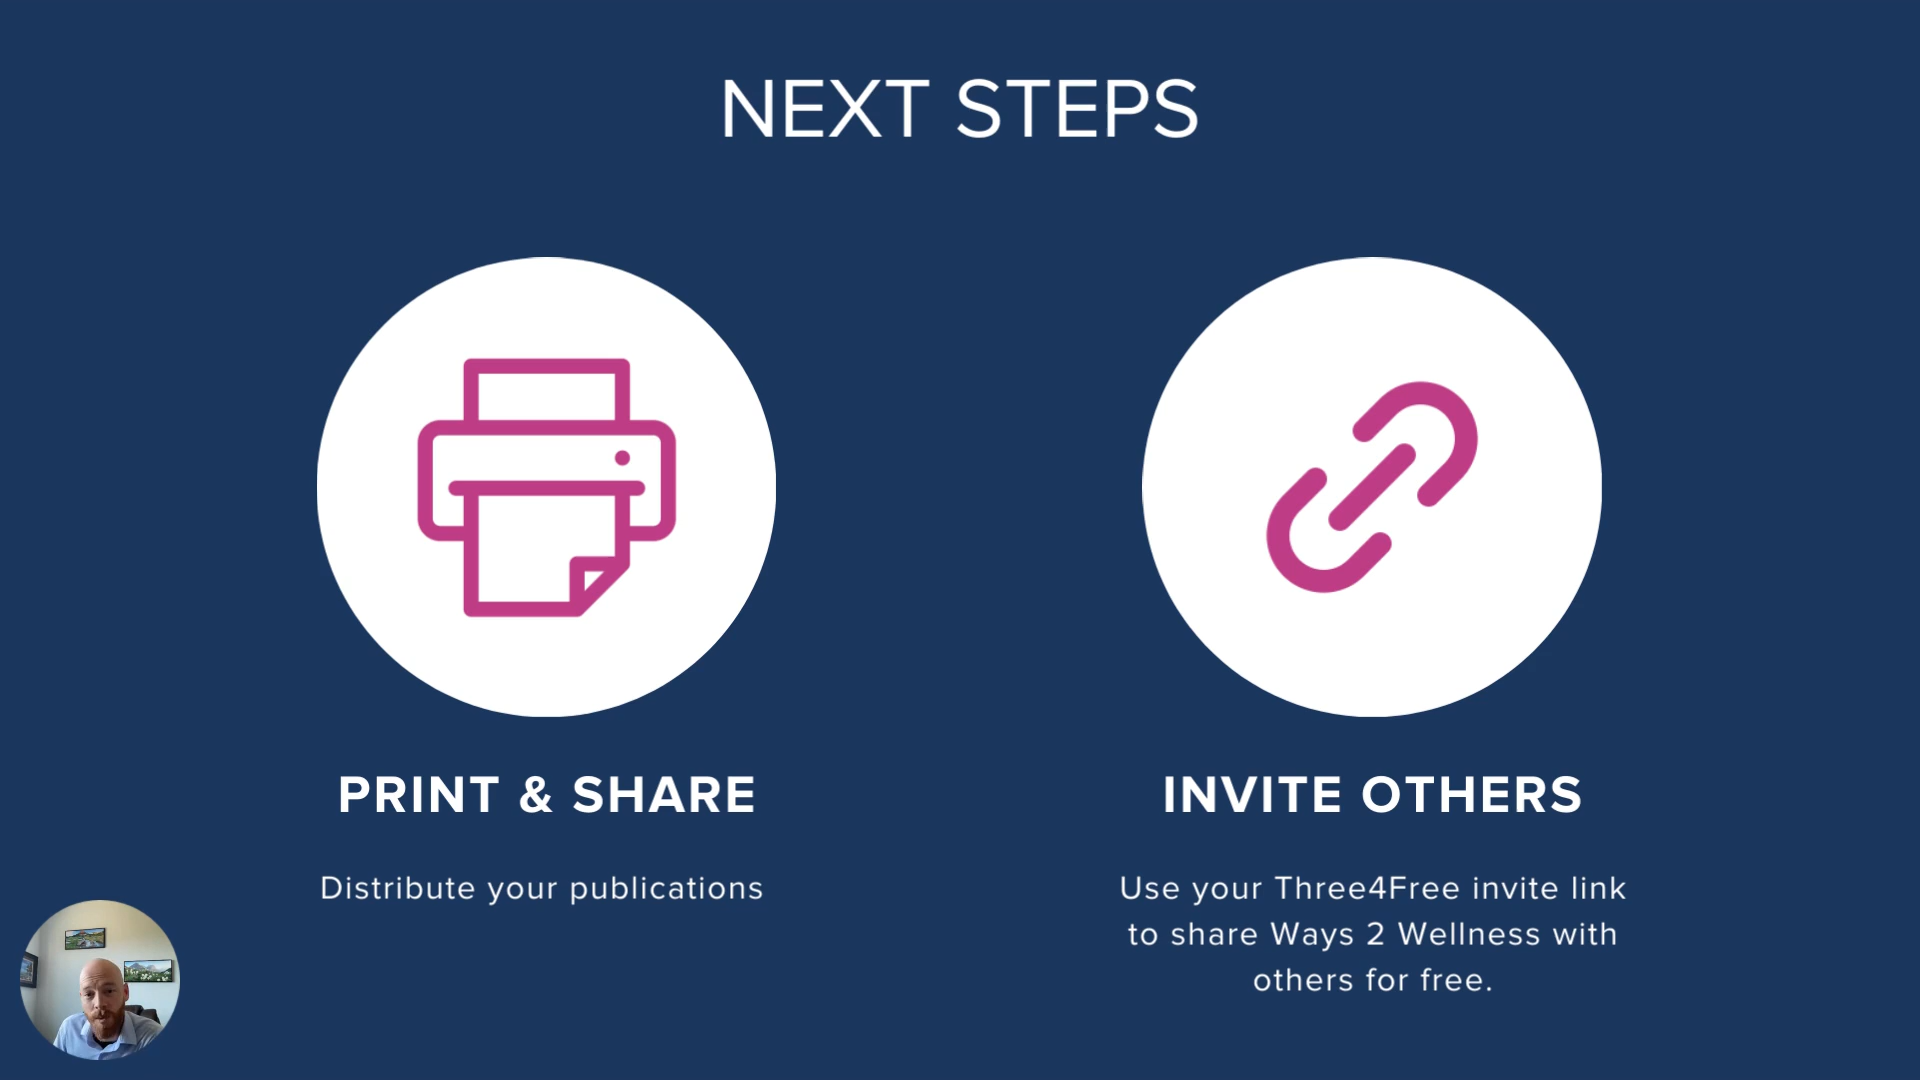 NEXT STEPS
PRINT & SHARE
Distribute your publications
INVITE OTHERS
Use your Three4Free invite link
to share Ways 2 Wellness with
others for free.